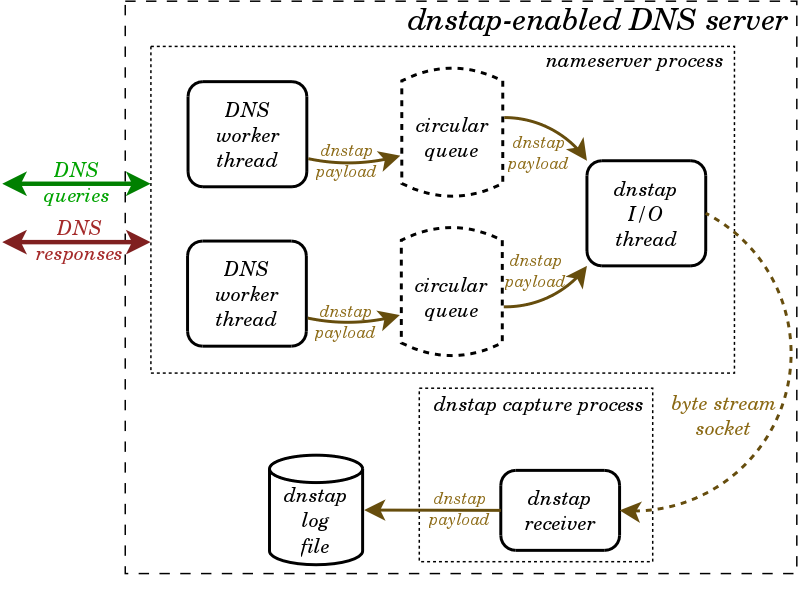 dnstap-enabled DNS server
nameserver process
DNS
worker
thread
dnstap
payload
circular
queue
dnstap
payload
dnstap
I/O
thread
DNS
queries
DNS
responses
DNS
worker
thread
dnstap
payload
circular
queue
dnstap
payload
byte stream
socket
dnstap capture process
dnstap
receiver
dnstap
payload
dnstap
log
file